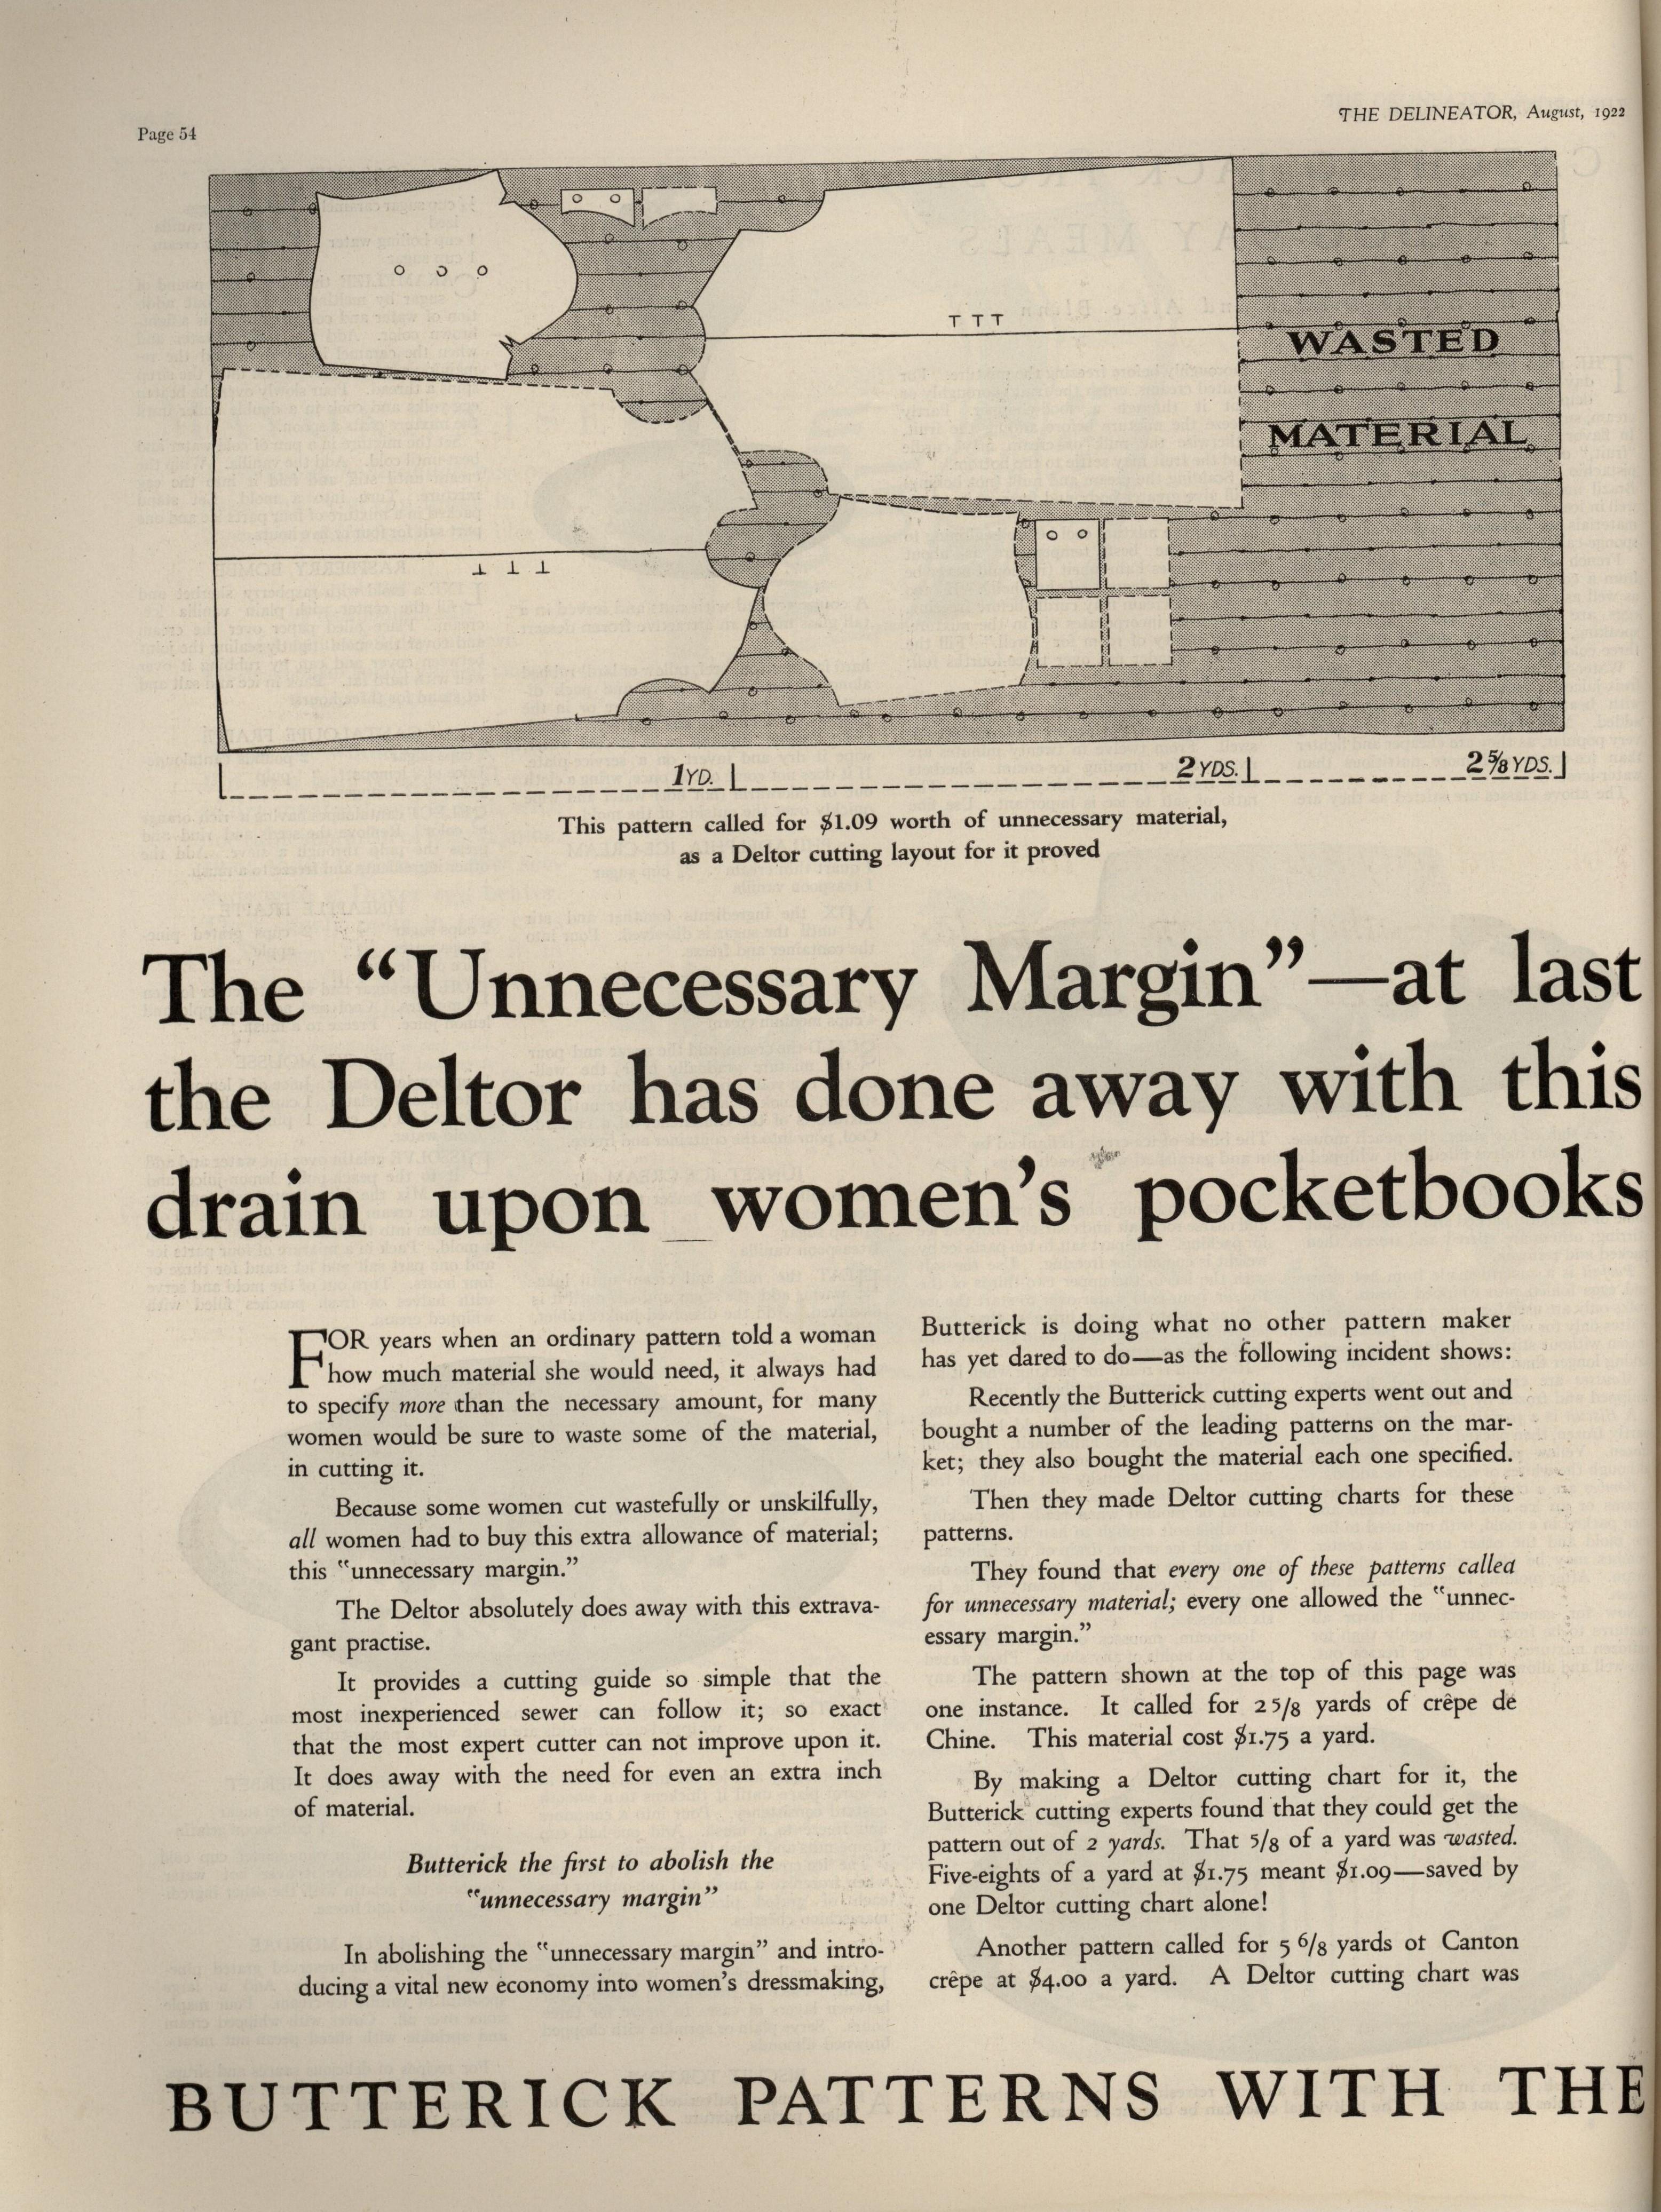 Page 54
THE DELINEATOR, August, 1922
T T T
WASTED
MATERIAL
T T T
1 YD.
2 YDS.
2 5/8 YDS.
This pattern called for $1.09 worth of unnecessary material,
as a Deltor cutting layout for it proved
The “Unnecessary Margin”—at last
the Deltor has done away with this
drain upon women’s pocketbooks
FOR years when an ordinary pattern told a woman
how much material she would need, it always had
to specify more than the necessary amount, for many
women would be sure to waste some of the material,
in cutting it.
Because some women cut wastefully or unskilfully,
all women had to buy this extra allowance of material;
this “unnecessary margin.”
The Deltor absolutely does away with this extrava-
gant practise.
It provides a cutting guide so simple that the
most inexperienced sewer can follow it; so exact
that the most expert cutter can not improve upon it.
It does away with the need for even an extra inch
of material.
Butterick the first to abolish the
“unnecessary margin”
In abolishing the “unnecessary margin” and intro-
ducing a vital new economy into women’s dressmaking,
Butterick is doing what no other pattern maker
has yet dared to do—as the following incident shows:
Recently the Butterick cutting experts went out and
bought a number of the leading patterns on the mar-
ket; they also bought the material each one specified.
Then they made Deltor cutting charts for these
patterns.
They found that every one of these patterns called
for unnecessary material; every one allowed the “unnec-
essary margin.”
The pattern shown at the top of this page was
one instance. It called for 2 5/8 yards of crêpe de
Chine. This material cost $1.75 a yard.
By making a Deltor cutting chart for it, the
Butterick cutting experts found that they could get the
pattern out of 2 yards. That 5/8 of a yard was wasted.
Five-eights of a yard at $1.75 meant $1.09—saved by
one Deltor cutting chart alone!
Another pattern called for 5 6/8 yards of Canton
crêpe at $4.00 a yard. A Deltor cutting chart was
BUTTERICK PATTERNS WITH THE